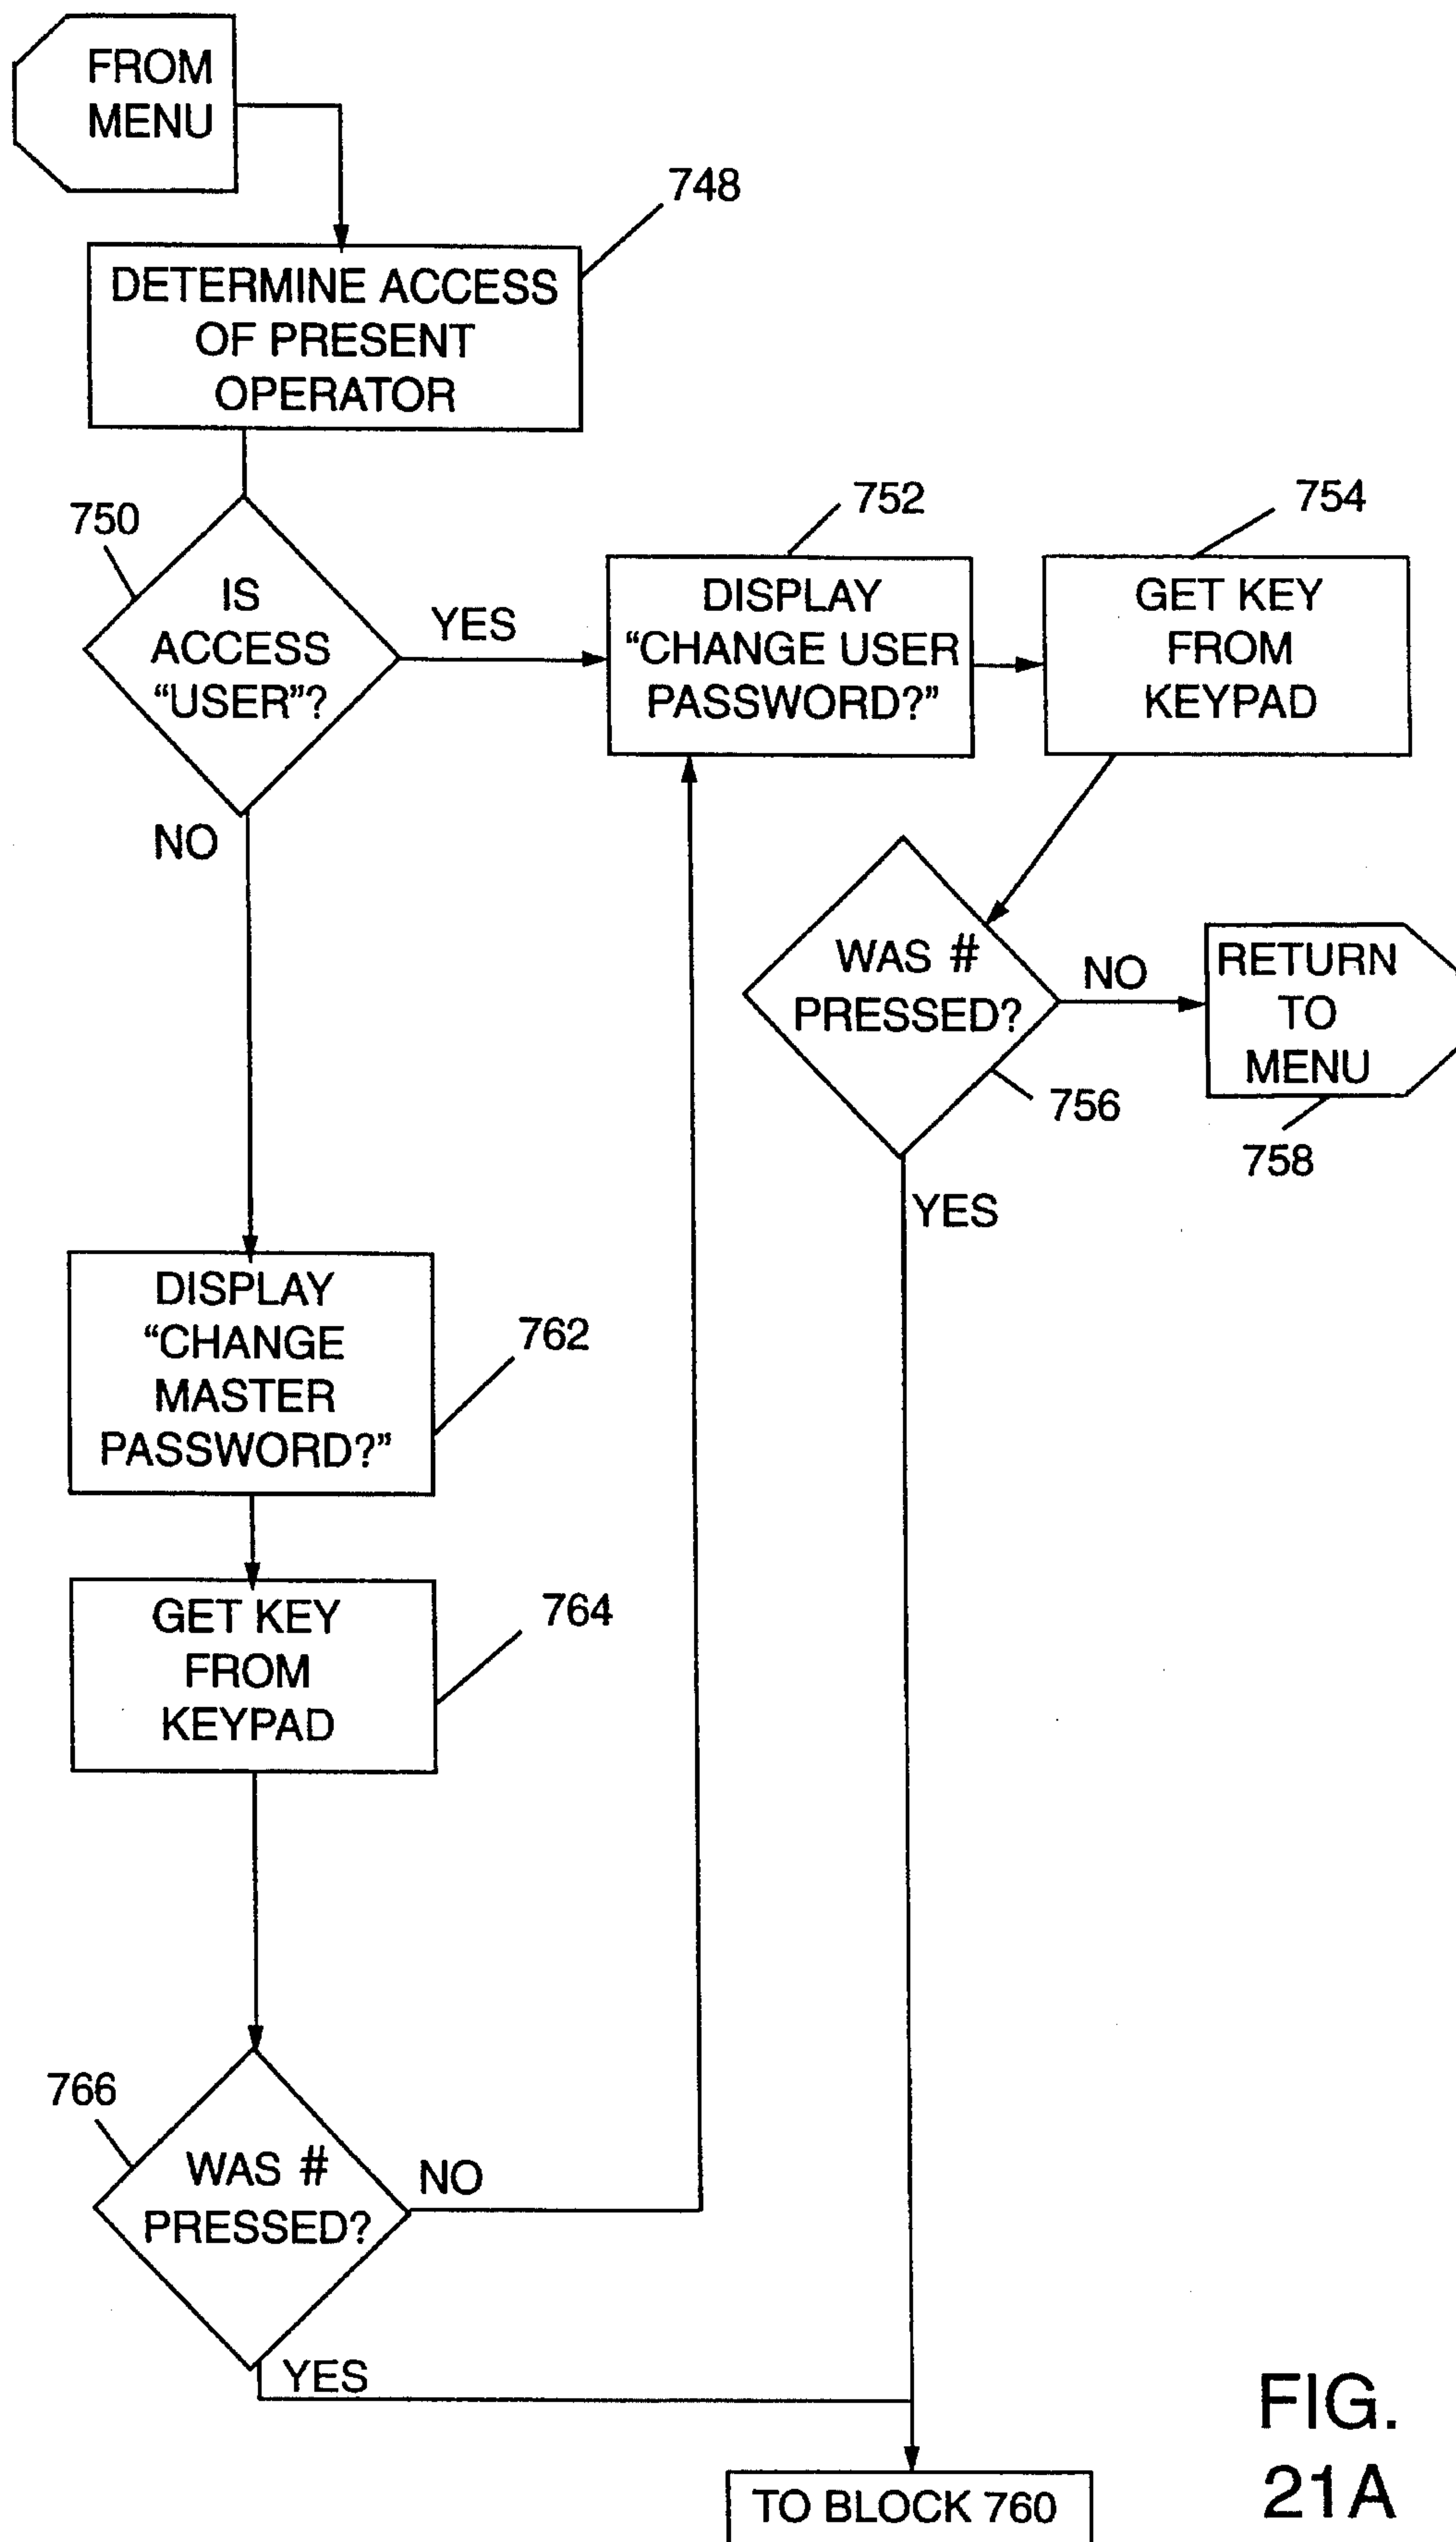 FROM
MENU
748
DETERMINE ACCESS
OF PRESENT
OPERATOR
750
IS
ACCESS
“USER”?
YES
NO
752
DISPLAY
“CHANGE USER
PASSWORD?”
754
GET KEY
FROM
KEYPAD
WAS #
PRESSED?
NO
756
YES
RETURN
TO
MENU
758
DISPLAY
“CHANGE
MASTER
PASSWORD?”
762
GET KEY
FROM
KEYPAD
764
766
WAS #
PRESSED?
NO
YES
TO BLOCK 760
FIG.
21A